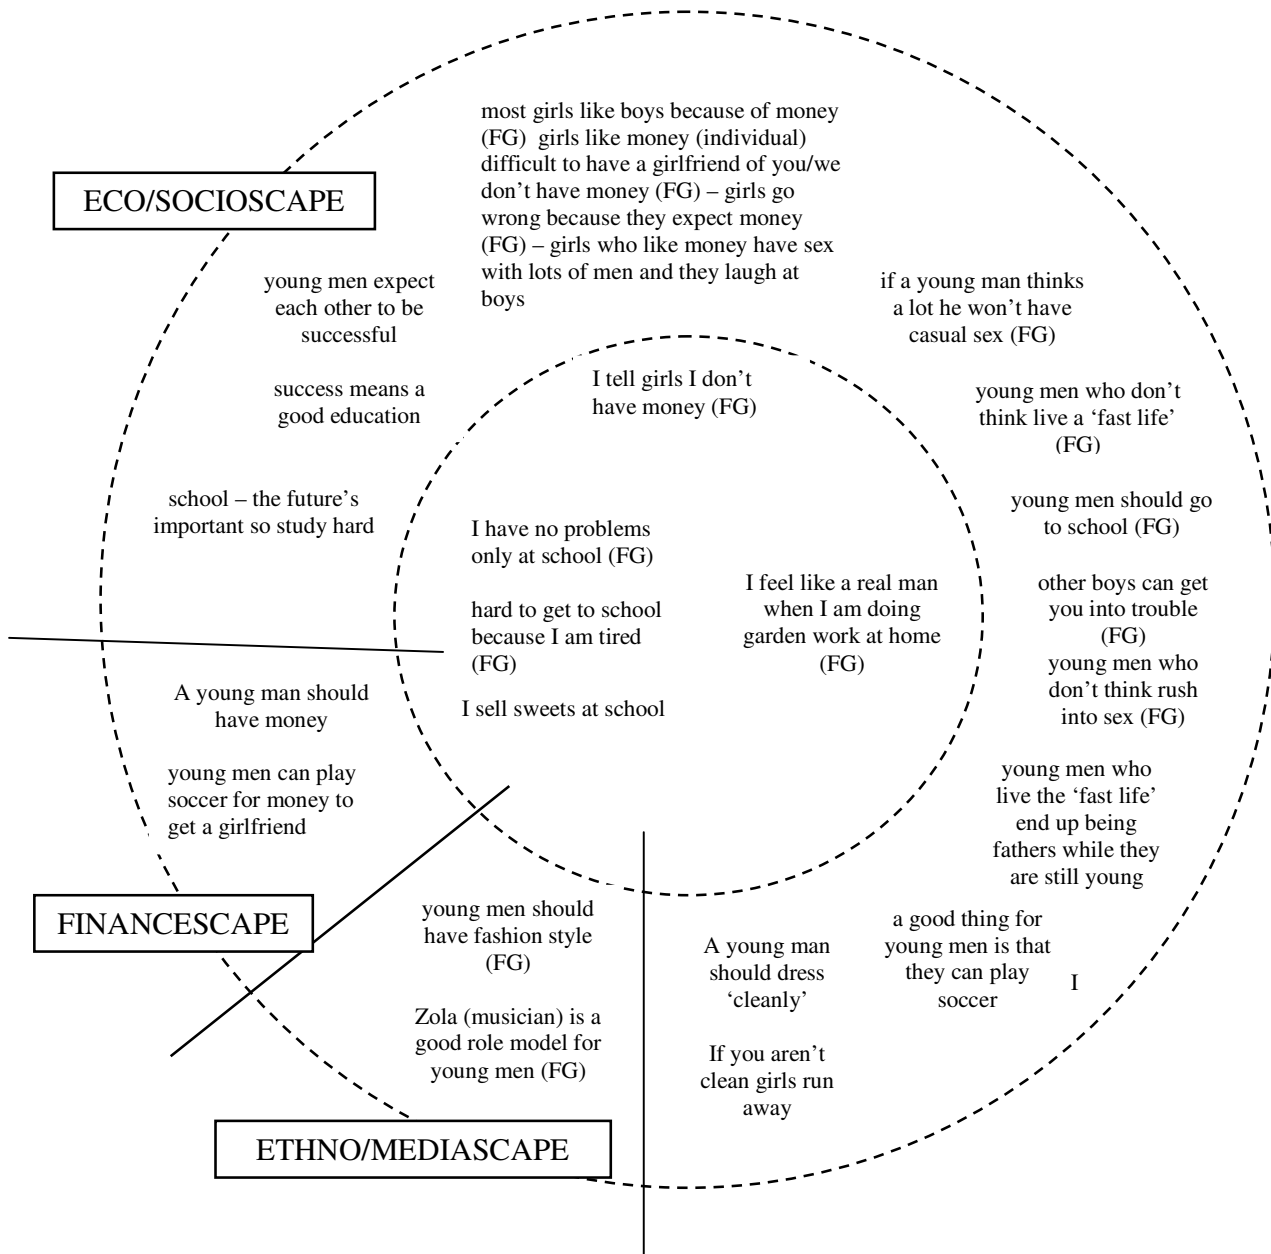 most girls like boys because of money
(FG)  girls like money (individual)
difficult to have a girlfriend of you/we
don't have money (FG) – girls go
wrong because they expect money
(FG) – girls who like money have sex
with lots of men and they laugh at
boys
ECO/SOCIOSCAPE
young men expect
each other to be
successful
success means a
good education
school – the future's
important so study hard
if a young man thinks
a lot he won't have
casual sex (FG)
young men who don't
think live a 'fast life'
(FG)
young men should go
to school (FG)
other boys can get
you into trouble
(FG)
young men who
don't think rush
into sex (FG)
young men who
live the 'fast life'
end up being
fathers while they
are still young
a good thing for
young men is that
they can play
soccer
I
I tell girls I don't
have money (FG)
I have no problems
only at school (FG)
hard to get to school
because I am tired
(FG)
I sell sweets at school
I feel like a real man
when I am doing
garden work at home
(FG)
A young man should
have money
young men can play
soccer for money to
get a girlfriend
FINANCESCAPE
young men should
have fashion style
(FG)
Zola (musician) is a
good role model for
young men (FG)
ETHNO/MEDIASCAPE
A young man
should dress
'cleanly'
If you aren't
clean girls run
away